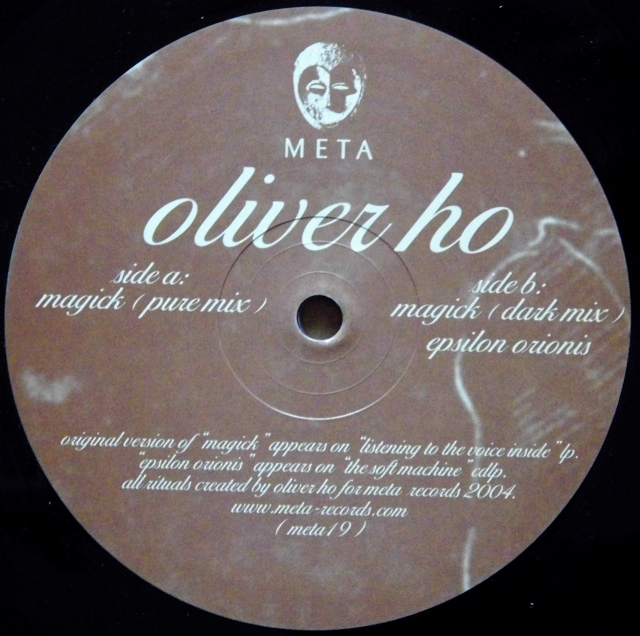 META
oliver ho
side a:
magick (pure mix)
side b:
magick (dark mix)
epsilon orionis
original version of "magick" appears on "listening to the voice inside" lp.
"epsilon orionis" appears on "the soft machine" cdlp.
all rituals created by oliver ho for meta records 2004.
www.meta-records.com
(meta19)